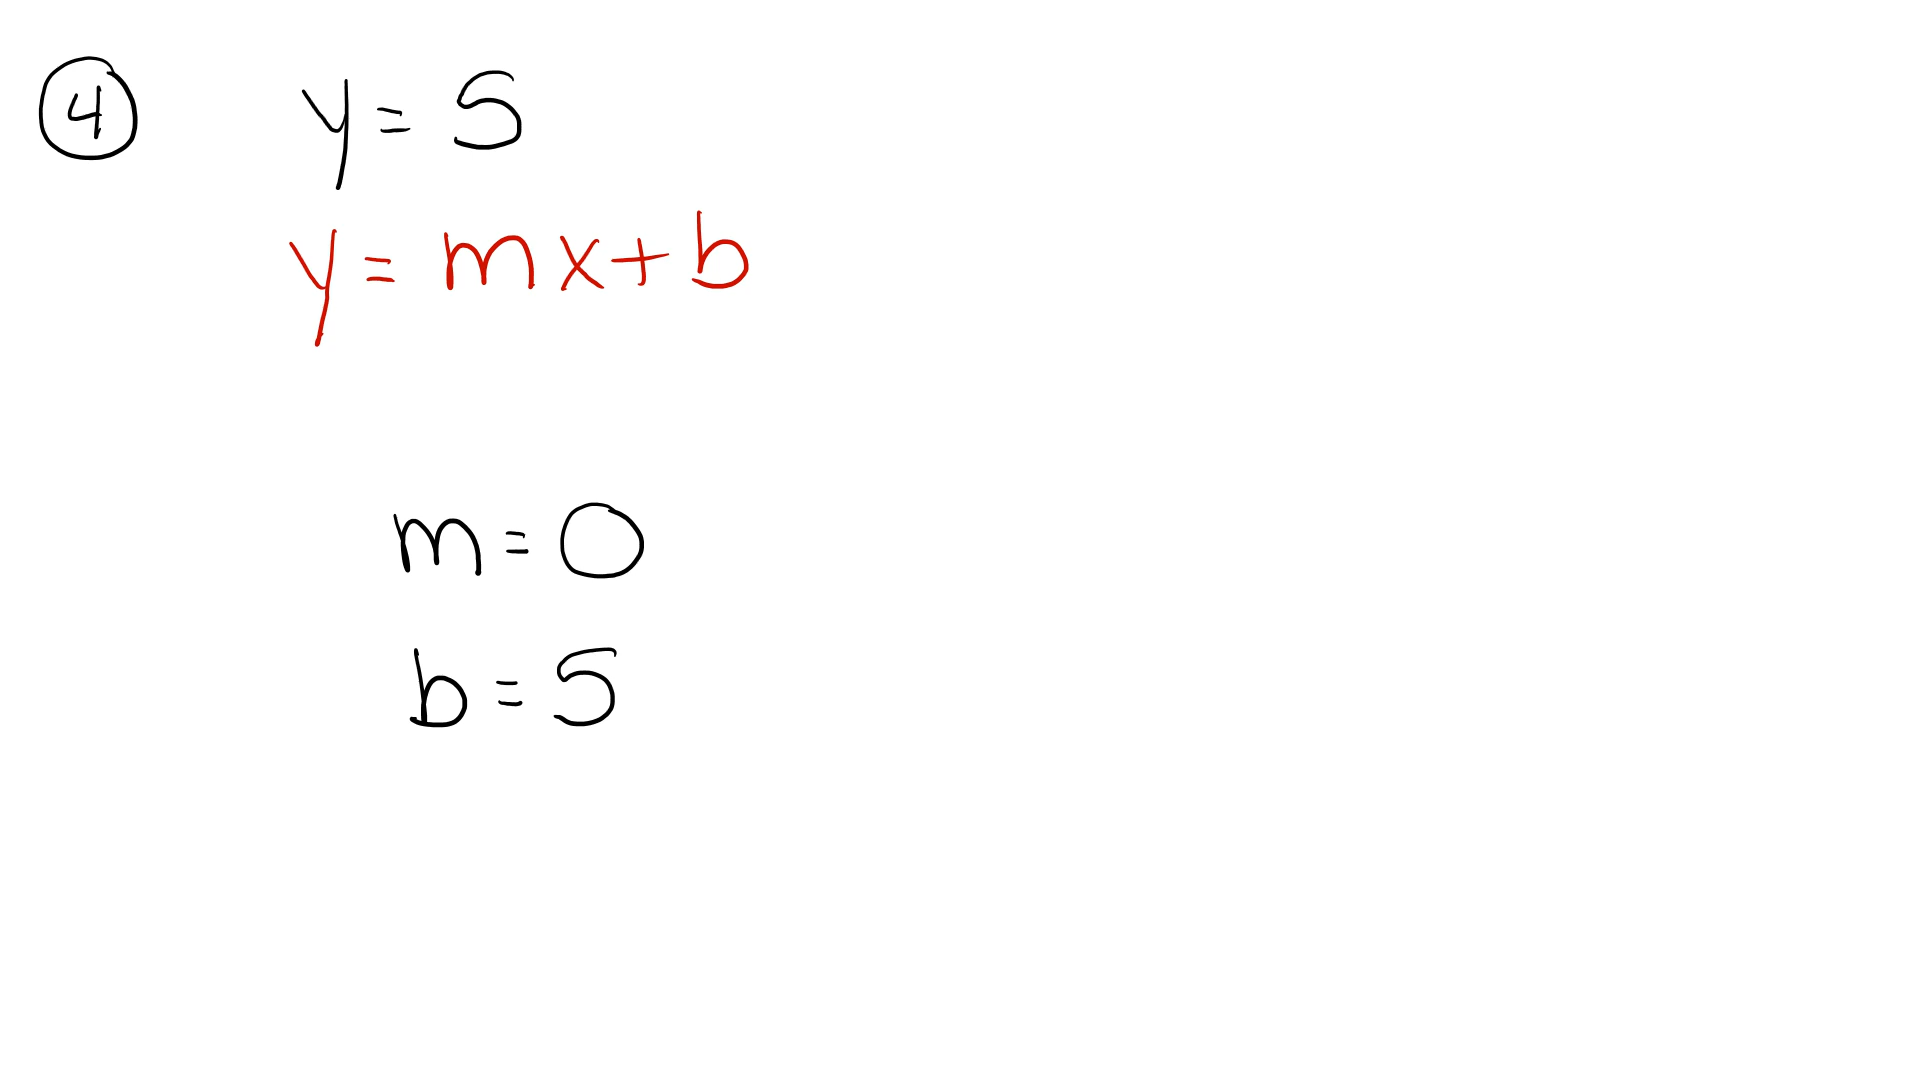 4 y = 5
y = mx + b
m = 0
b = 5